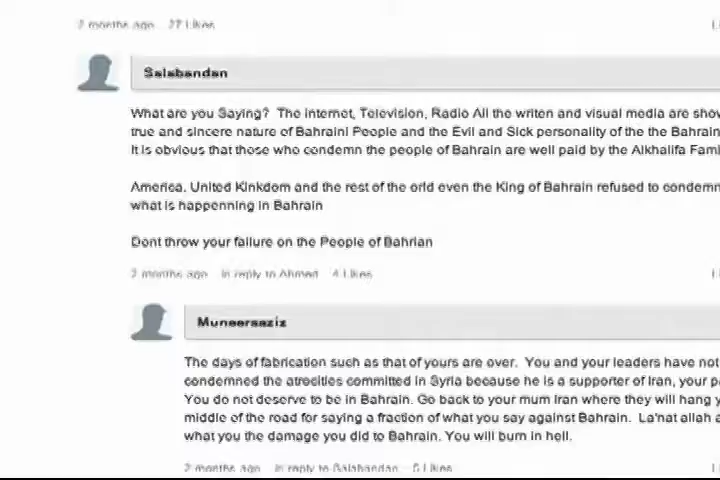 2 months ago 27 Likes
Salabandan
What are you Saying? The Internet, Television, Radio All the writen and visual media are show
true and sincere nature of Bahraini People and the Evil and Sick personality of the the Bahrain
It is obvious that those who condemn the people of Bahrain are well paid by the Alkhalifa Fami
America, United Kinkdom and the rest of the orld even the King of Bahrain refused to condemn
what is happenning in Bahrain
Dont throw your failure on the People of Bahrian
2 months ago in reply to Ahmed 4 Likes
Muneeraaziz
The days of fabrication such as that of yours are over. You and your leaders have not
condemned the atrocities committed in Syria because he is a supporter of Iran, your p
You do not deserve to be in Bahrain. Go back to your mum Iran where they will hang y
middle of the road for saying a fraction of what you say against Bahrain. La'nat allah a
what you the damage you did to Bahrain. You will burn in hell.
2 months ago in reply to Salabandan 5 Likes